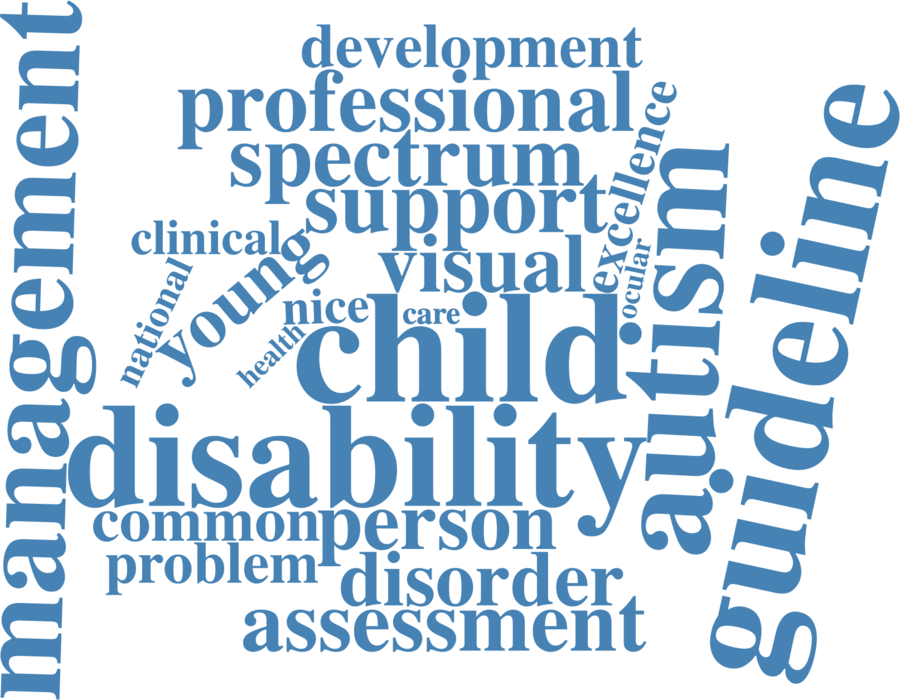 management
development
professional
spectrum
support
excellence
clinical
young
visual
ocular
national
nice
care
health
child
autism
guideline
disability
common
person
problem
disorder
assessment